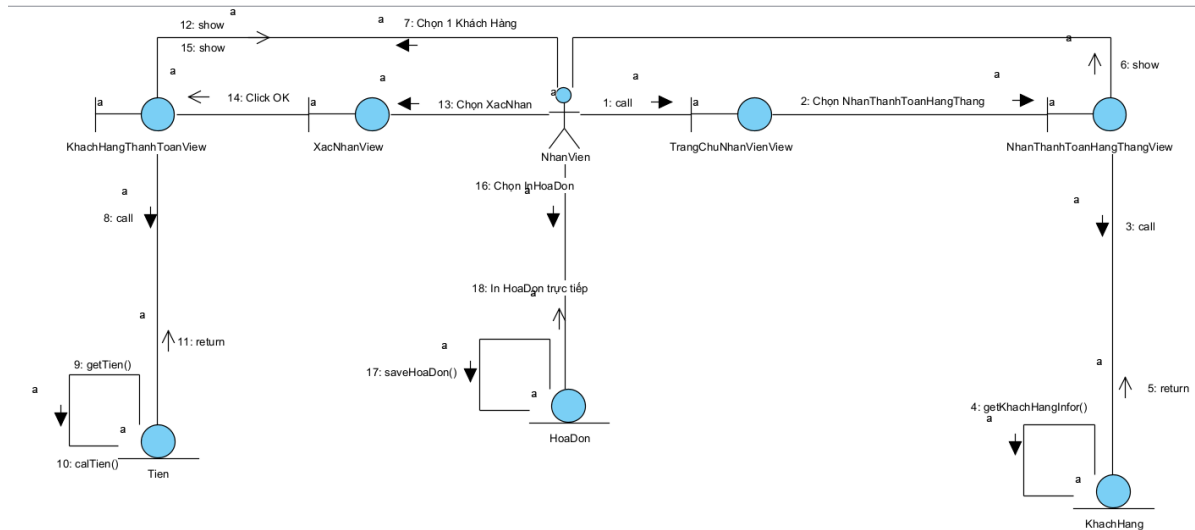 a
12: show
a
7: Chọn 1 Khách Hàng
15: show
a
6: show
a
a
a
a
a
14: Click OK
13: Chọn XacNhan
a
1: call
2: Chọn NhanThanhToanHangThang
a
a
a
a
KhachHangThanhToanView
XacNhanView
NhanVien
TrangChuNhanVienView
NhanThanhToanHangThangView
a
16: Chọn InHoaDon
a
a
8: call
3: call
18: In HoaDon trực tiếp
a
a
11: return
a
9: getTien()
a
17: saveHoaDon()
a
a
5: return
a
a
HoaDon
4: getKhachHangInfor()
a
10: calTien()
Tien
a
KhachHang